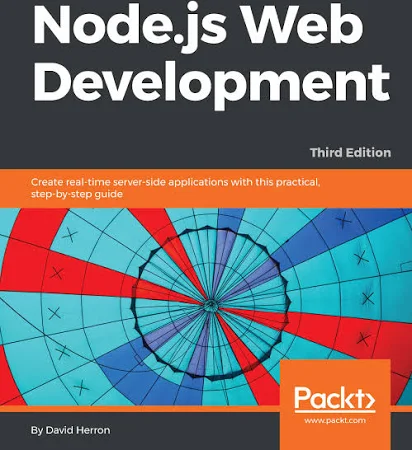 Node.js Web
Development
Third Edition
Create real-time server-side applications with this practical,
step-by-step guide
Packt>
www.packt.com
By David Herron